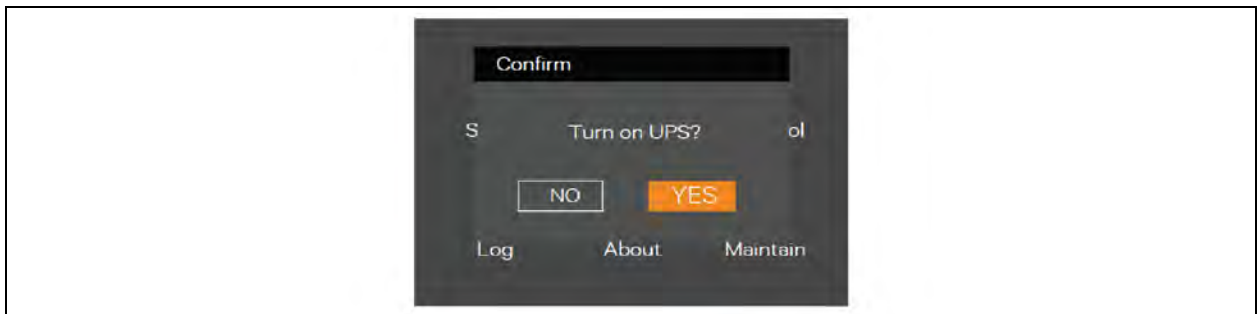 Confirm
S Turn on UPS? ol
NO YES
Log About Maintain